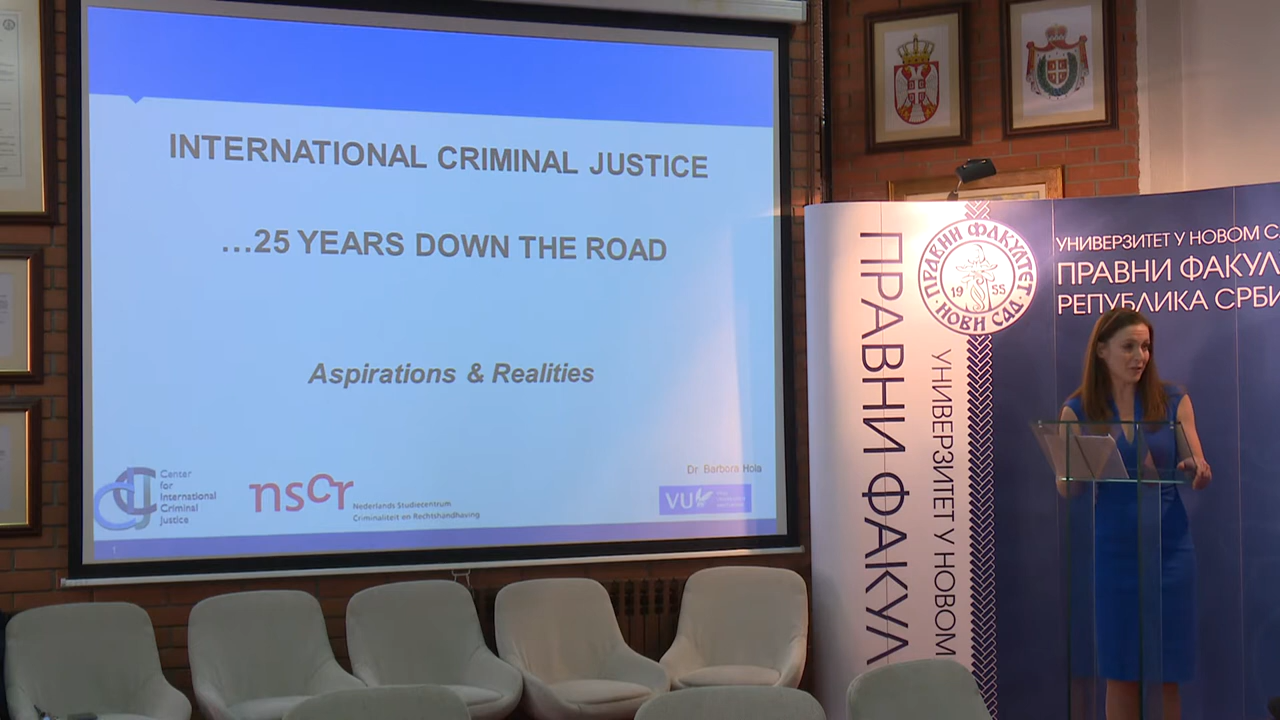 INTERNATIONAL CRIMINAL JUSTICE
...25 YEARS DOWN THE ROAD
Aspirations & Realities
Dr Barbora Hola
Center
for
International
Criminal
Justice
nscr
Nederlands Studiecentrum
Criminaliteit en Rechtshandhaving
VU
ПРАВНИ ФАКУЛ
УНИВЕРЗИТЕТ У НОВОМ
ПРАВНИ ФАКУЛТЕТ
1955
НОВИ САД
УНИВЕРЗИТЕТ У НОВОМ С
ПРАВНИ ФАКУЛ
РЕПУБЛИКА СРБИ